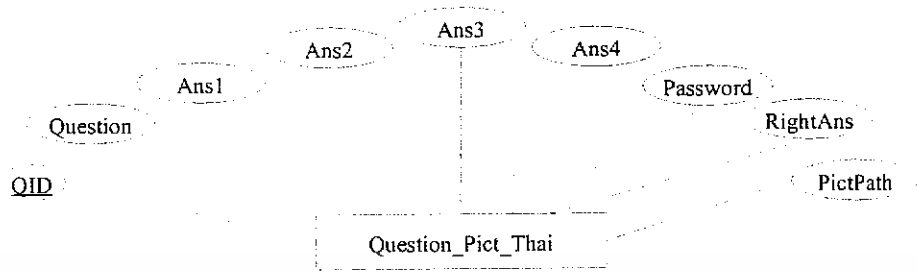 Ans3
Ans2
Ans4
Ans1
Password
Question
RightAns
QID
PictPath
Question_Pict_Thai